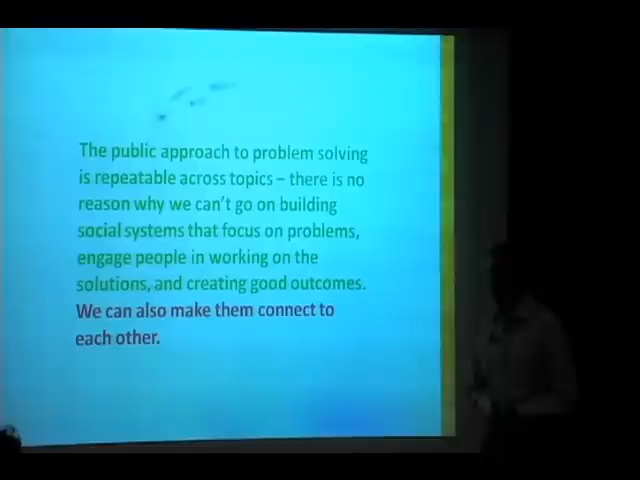 The public approach to problem solving
is repeatable across topics – there is no
reason why we can't go on building
social systems that focus on problems,
engage people in working on the
solutions, and creating good outcomes.
We can also make them connect to
each other.